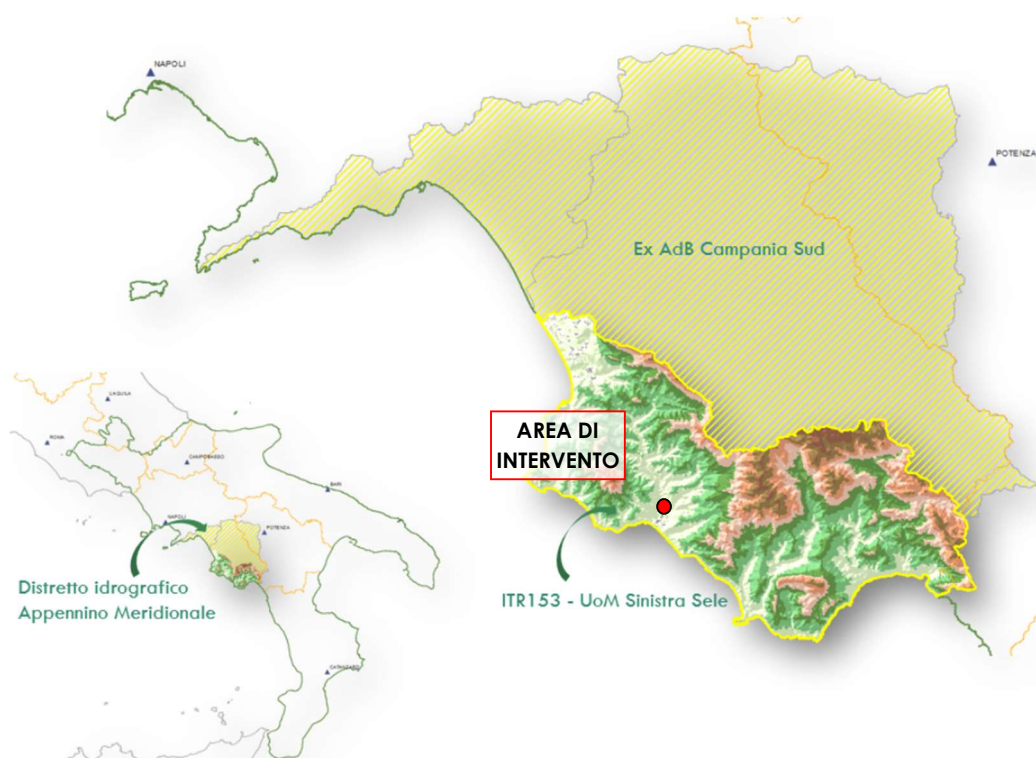 NAPOLI
POTENZA
Ex AdB Campania Sud
AREA DI
INTERVENTO
ITR153 - UoM Sinistra Sele
L'AQUILA
ROMA
CAMPOBASSO
BARI
NAPOLI
POTENZA
Distretto idrografico
Appennino Meridionale
CATANZARO